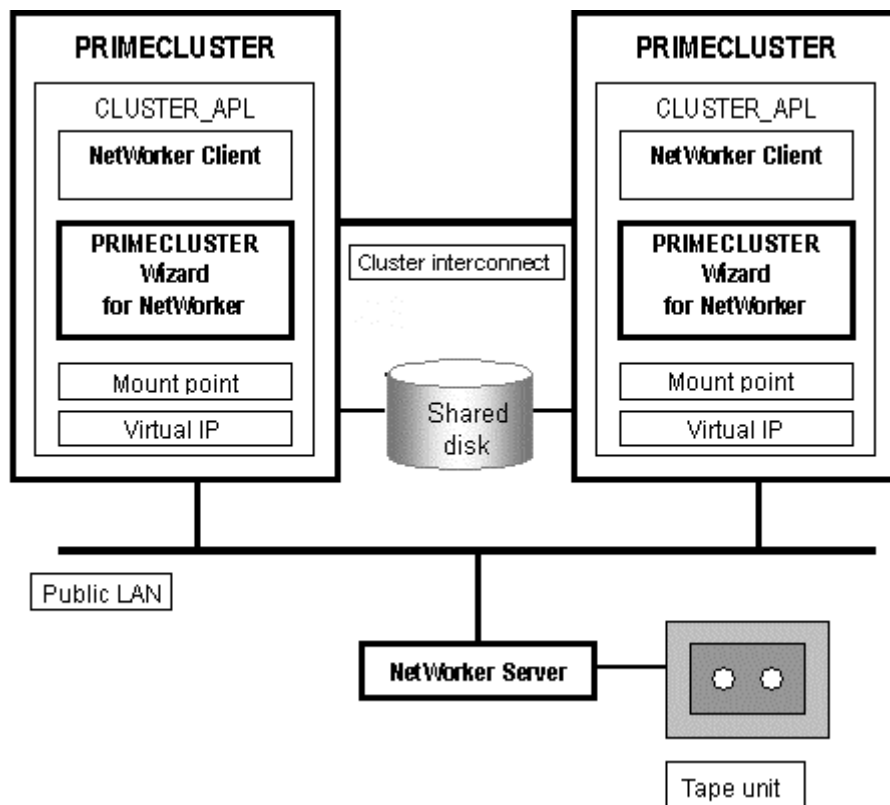 PRIMECLUSTER
CLUSTER_APL
NetWorker Client
PRIMECLUSTER
Wizard
for NetWorker
Mount point
Virtual IP
Cluster interconnect
Shared
disk
PRIMECLUSTER
CLUSTER_APL
NetWorker Client
PRIMECLUSTER
Wizard
for NetWorker
Mount point
Virtual IP
Public LAN
NetWorker Server
Tape unit